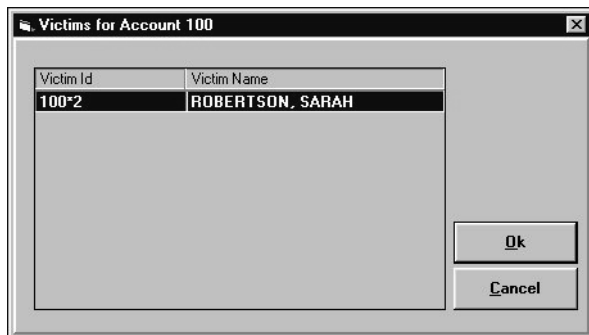 Victims for Account 100
Victim Id Victim Name
100*2 ROBERTSON, SARAH
Ok
Cancel